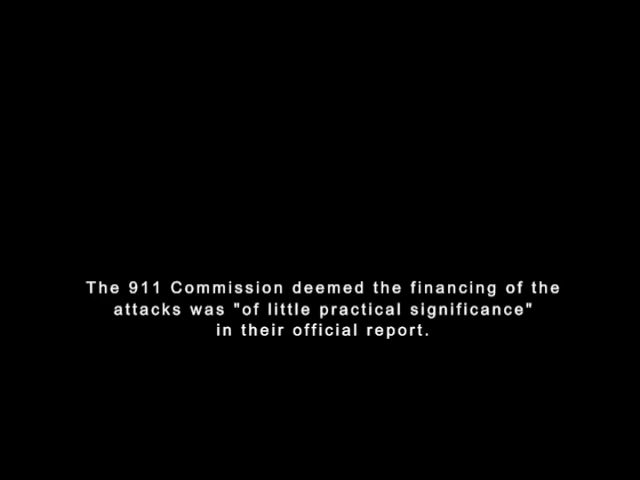 The 911 Commission deemed the financing of the
attacks was "of little practical significance"
in their official report.